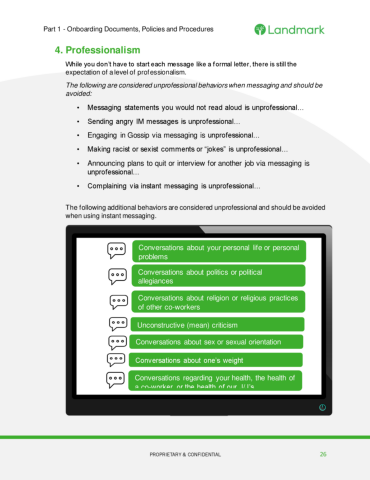 Part 1 - Onboarding Documents, Policies and Procedures
Landmark
4. Professionalism
While you don't have to start each message like a formal letter, there is still the
expectation of a level of professionalism.
The following are considered unprofessional behaviors when messaging and should be
avoided:
• Messaging statements you would not read aloud is unprofessional…
• Sending angry IM messages is unprofessional…
• Engaging in Gossip via messaging is unprofessional…
• Making racist or sexist comments or "jokes" is unprofessional…
• Announcing plans to quit or interview for another job via messaging is
unprofessional…
• Complaining via instant messaging is unprofessional…
The following additional behaviors are considered unprofessional and should be avoided
when using instant messaging.
Conversations about your personal life or personal
problems
Conversations about politics or political
allegiances
Conversations about religion or religious practices
of other co-workers
Unconstructive (mean) criticism
Conversations about sex or sexual orientation
Conversations about one's weight
Conversations regarding your health, the health of
a co-worker, or the health of our
PROPRIETARY & CONFIDENTIAL
26